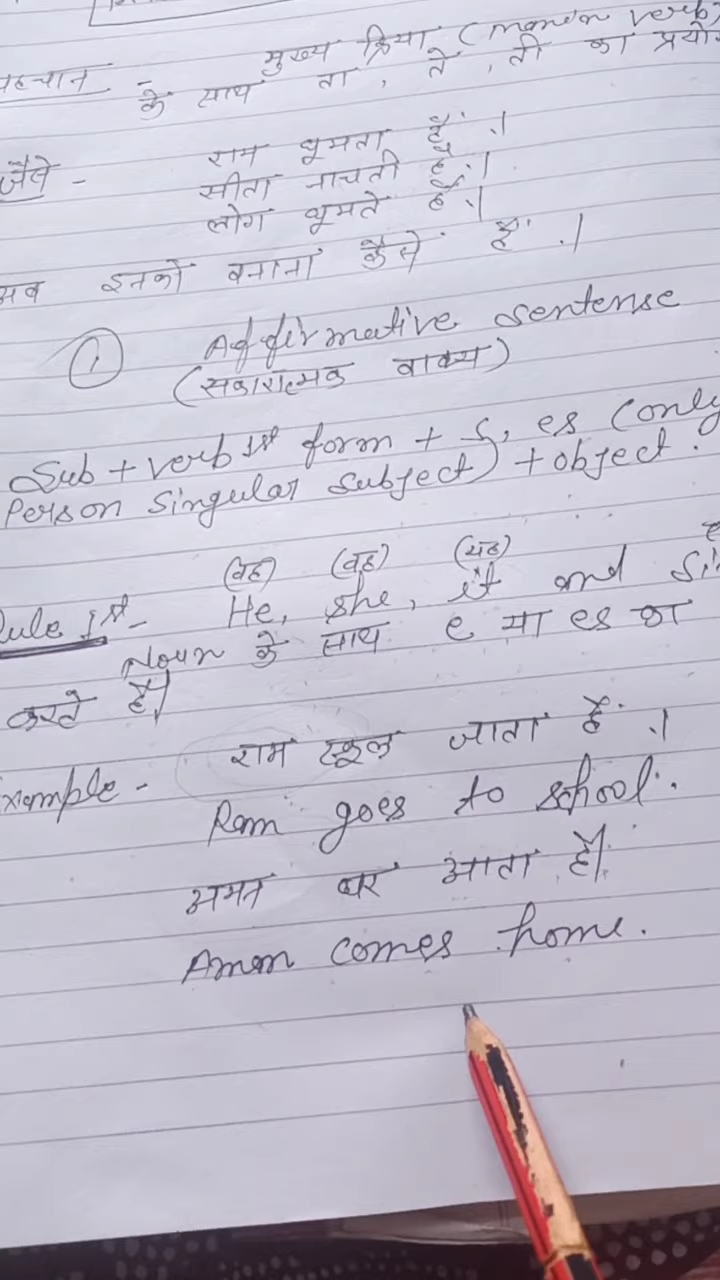 पहचान - मुख्य क्रिया (manen verb)
के साथ ता, ते, ती का प्रयो
जैसे - राम घूमता है।
सीता नाचती है।
लोग घूमते हैं।
अब इनको बनाना कैसे हैं।
① Affirmative sentense
(सकारात्मक वाक्य)
Sub + verb 1st form + s, es (only
Person singular subject) + object.
(वह) (वह) (यह)
Rule 1st - He, she, it and Si
Noun के साथ e या es का
करते हैं।
Example - राम स्कूल जाता हैं।
Ram goes to school.
अमन घर आता है।
Aman comes home.